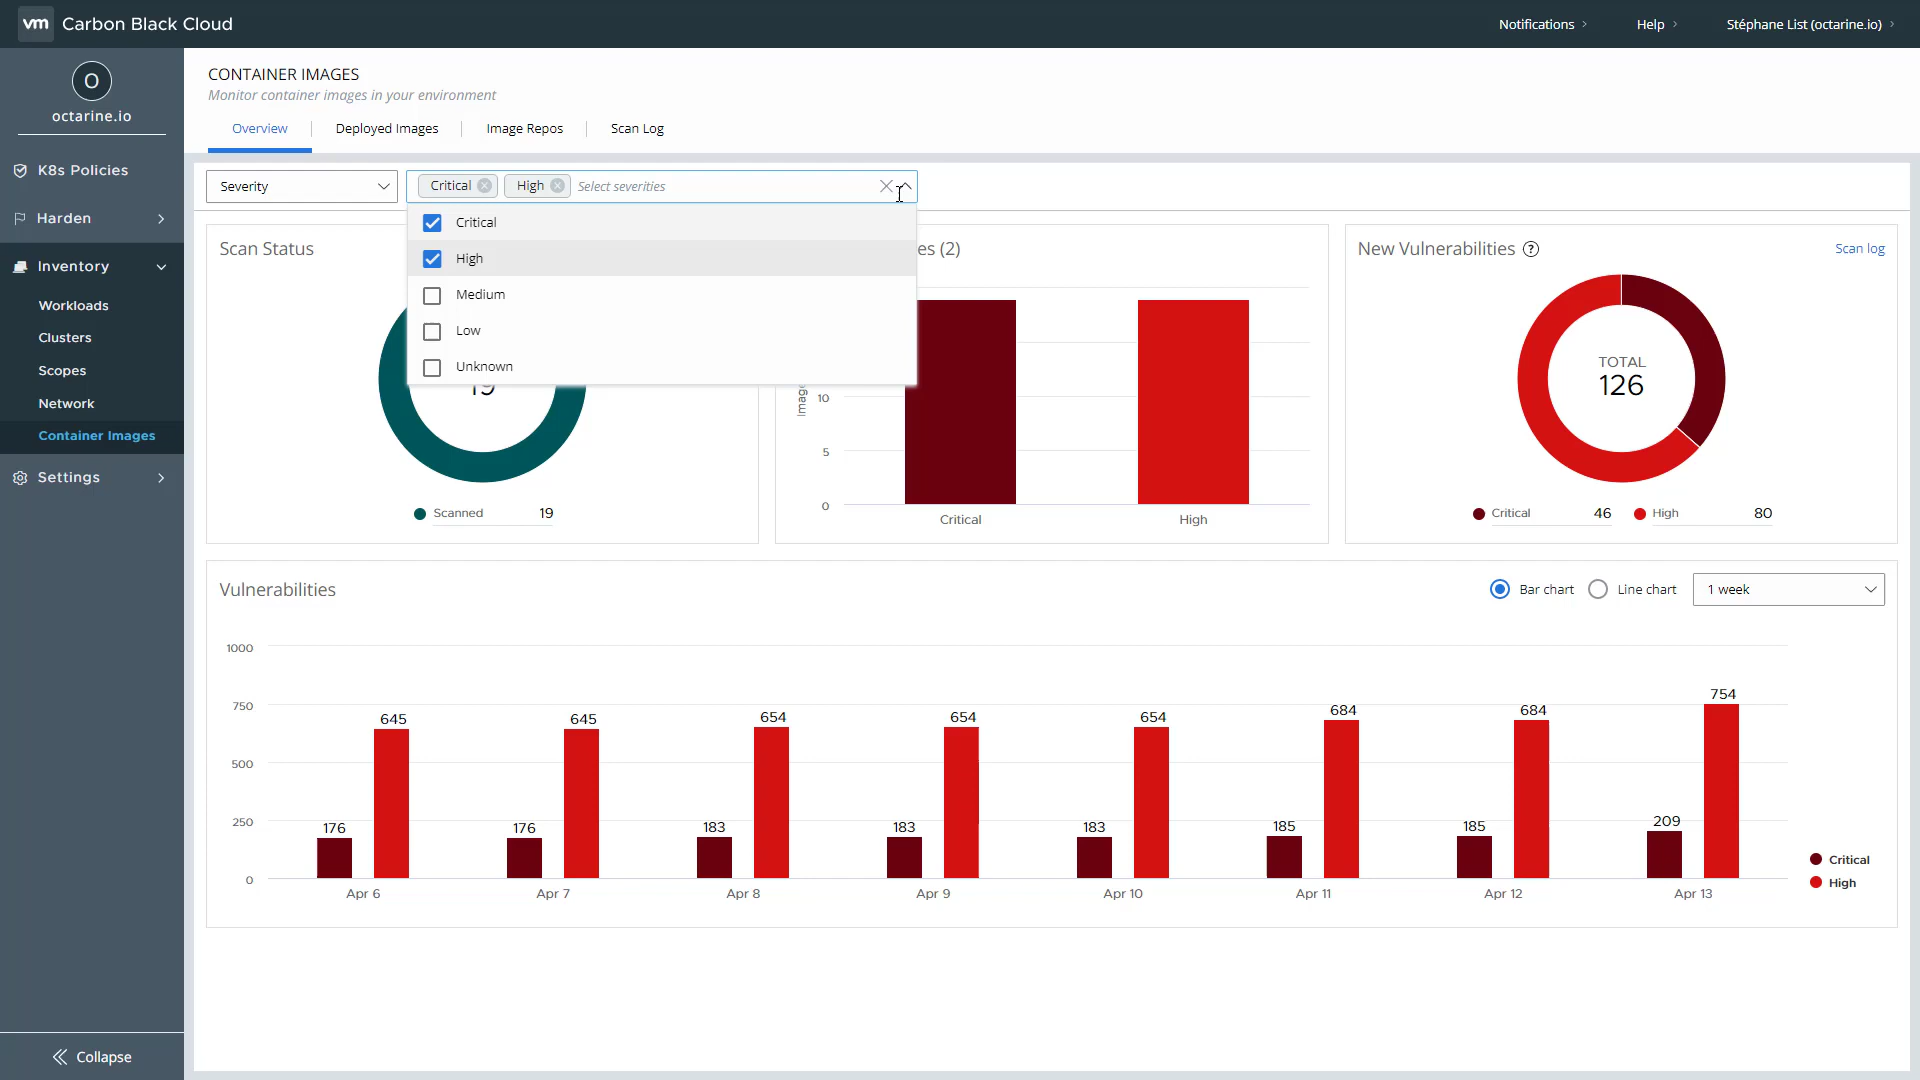 vm Carbon Black Cloud
Notifications
Help
Stéphane List (octarine.io)
O
octarine.io
K8s Policies
Harden
Inventory
Workloads
Clusters
Scopes
Network
Container Images
Settings
Collapse
CONTAINER IMAGES
Monitor container images in your environment
Overview
Deployed Images
Image Repos
Scan Log
Severity
Critical
High
Select severities
Critical
High
Medium
Low
Unknown
Scan Status
19
Scanned 19
es (2)
Imag
10
5
0
Critical
High
New Vulnerabilities ?
Scan log
TOTAL
126
Critical 46
High 80
Vulnerabilities
Bar chart
Line chart
1 week
1000
750
500
250
0
176
645
176
645
183
654
183
654
183
654
185
684
185
684
209
754
Apr 6
Apr 7
Apr 8
Apr 9
Apr 10
Apr 11
Apr 12
Apr 13
Critical
High